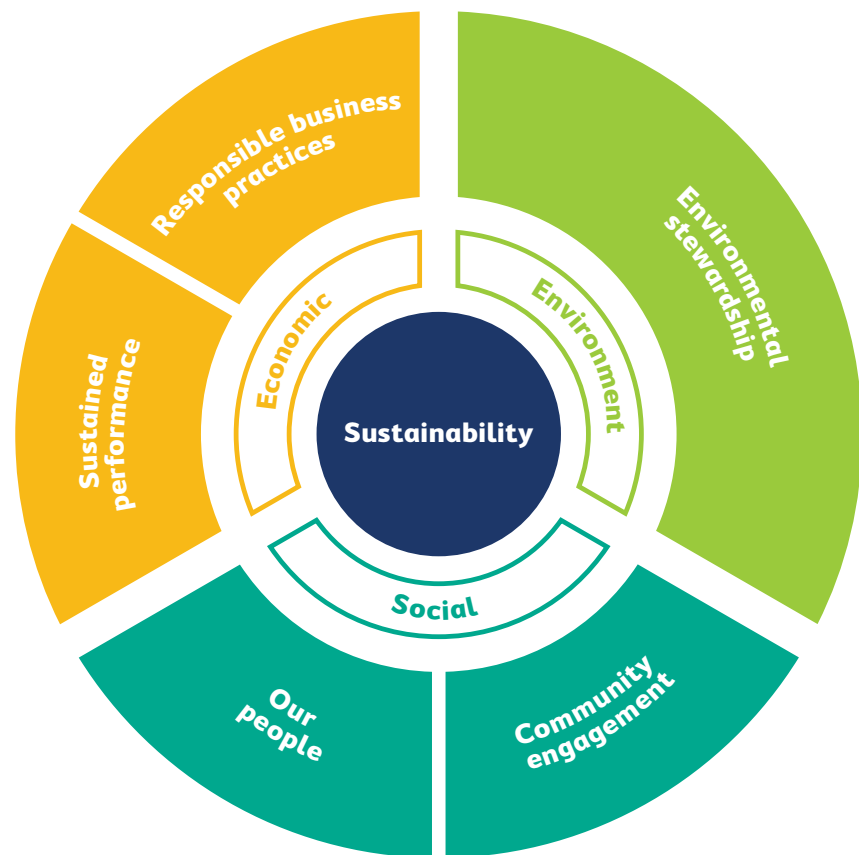 Responsible business
practices
Environmental
stewardship
Economic
Environment
Sustained
performance
Sustainability
Social
Our
people
Community
engagement